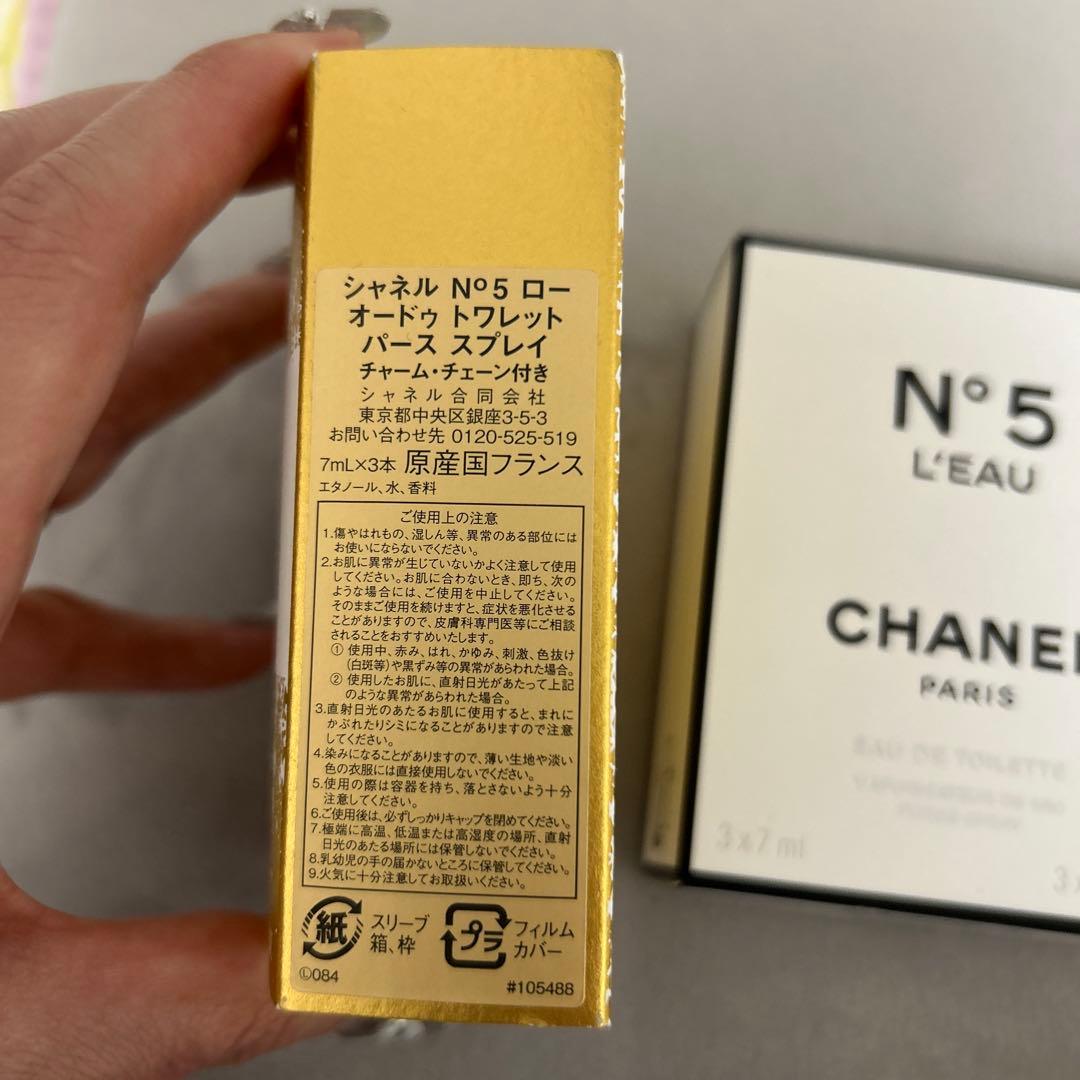 シャネル Nº5 ロー
オードゥ トワレット
パース スプレイ
チャーム・チェーン付き
シャネル合同会社
東京都中央区銀座3-5-3
お問い合わせ先 0120-525-519
7mL×3本 原産国フランス
エタノール、水、香料
ご使用上の注意
1.傷やはれもの、湿しん等、異常のある部位には
お使いにならないでください。
2.お肌に異常が生じていないかよく注意して使用
してください。お肌に合わないとき、即ち、次の
ような場合には、ご使用を中止してください。
そのままご使用を続けますと、症状を悪化させる
ことがありますので、皮膚科専門医等にご相談
されることをおすすめいたします。
① 使用中、赤み、はれ、かゆみ、刺激、色抜け
(白斑等)や黒ずみ等の異常があらわれた場合。
② 使用したお肌に、直射日光があたって上記
のような異常があらわれた場合。
3.直射日光のあたるお肌に使用すると、まれに
かぶれたりシミになることがありますので注意
してください。
4.染みになることがありますので、薄い生地や淡い
色の衣服には直接使用しないでください。
5.使用の際は容器を持ち、落とさないよう十分
注意してください。
6.ご使用後は、必ずしっかりキャップを閉めてください。
7.極端に高温、低温または高湿度の場所、直射
日光のあたる場所には保管しないでください。
8.乳幼児の手の届かないところに保管してください。
9.火気に十分注意してお取扱いください。
紙 スリーブ
箱、枠
プラ フィルム
カバー
Ⓛ084
#105488
N°5
L'EAU
CHANEL
PARIS
EAU DE TOILETTE
3x7 ml